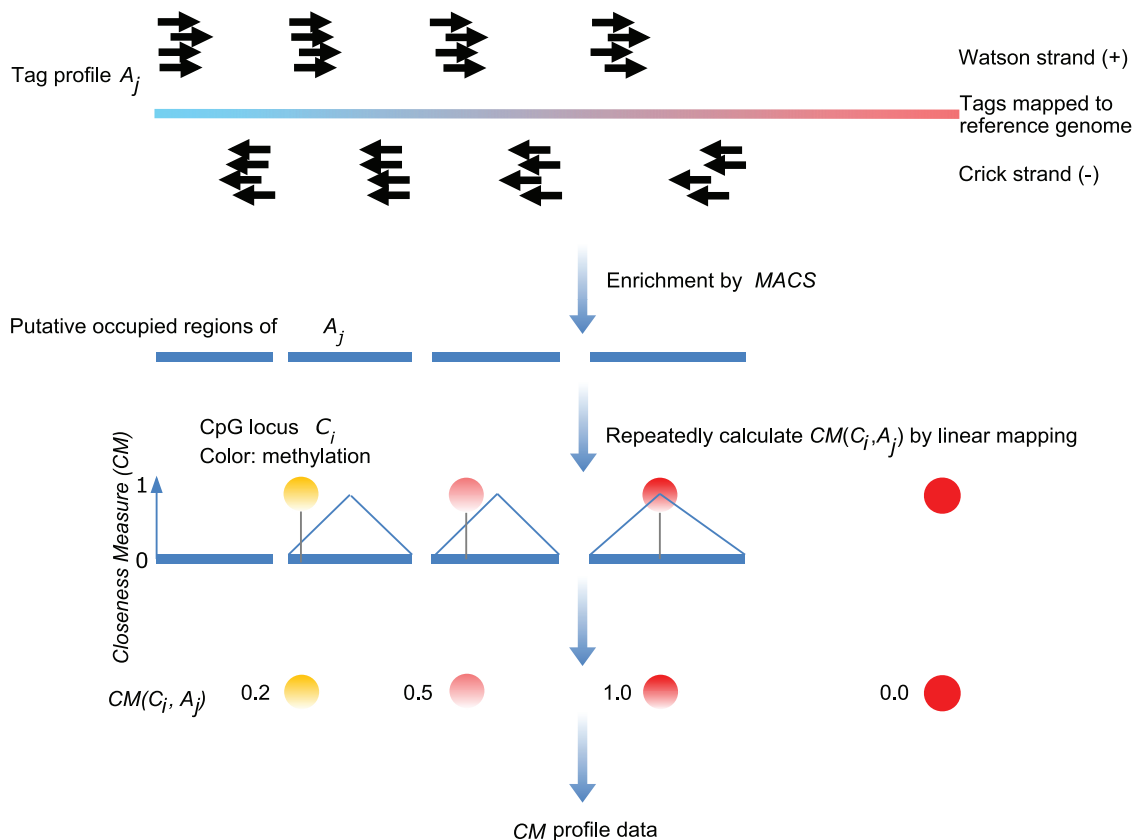 Tag profile Aj
Watson strand (+)
Tags mapped to
reference genome
Crick strand (-)
Enrichment by MACS
Putative occupied regions of Aj
CpG locus Ci
Color: methylation
Repeatedly calculate CM(Ci,Aj) by linear mapping
Closeness Measure (CM)
1
0
CM(Ci, Aj)
0.2
0.5
1.0
0.0
CM profile data